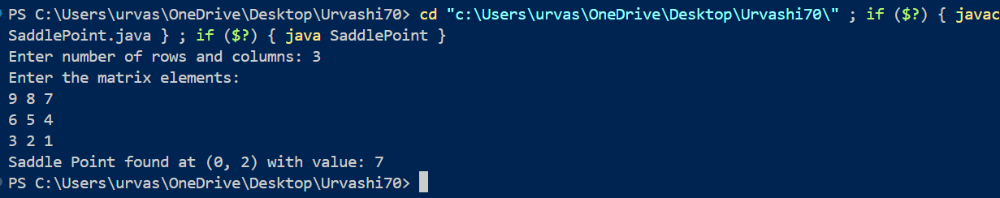 PS C:\Users\urvas\OneDrive\Desktop\Urvashi70> cd "c:\Users\urvas\OneDrive\Desktop\Urvashi70\" ; if ($?) { javac
SaddlePoint.java } ; if ($?) { java SaddlePoint }
Enter number of rows and columns: 3
Enter the matrix elements:
9 8 7
6 5 4
3 2 1
Saddle Point found at (0, 2) with value: 7
PS C:\Users\urvas\OneDrive\Desktop\Urvashi70>